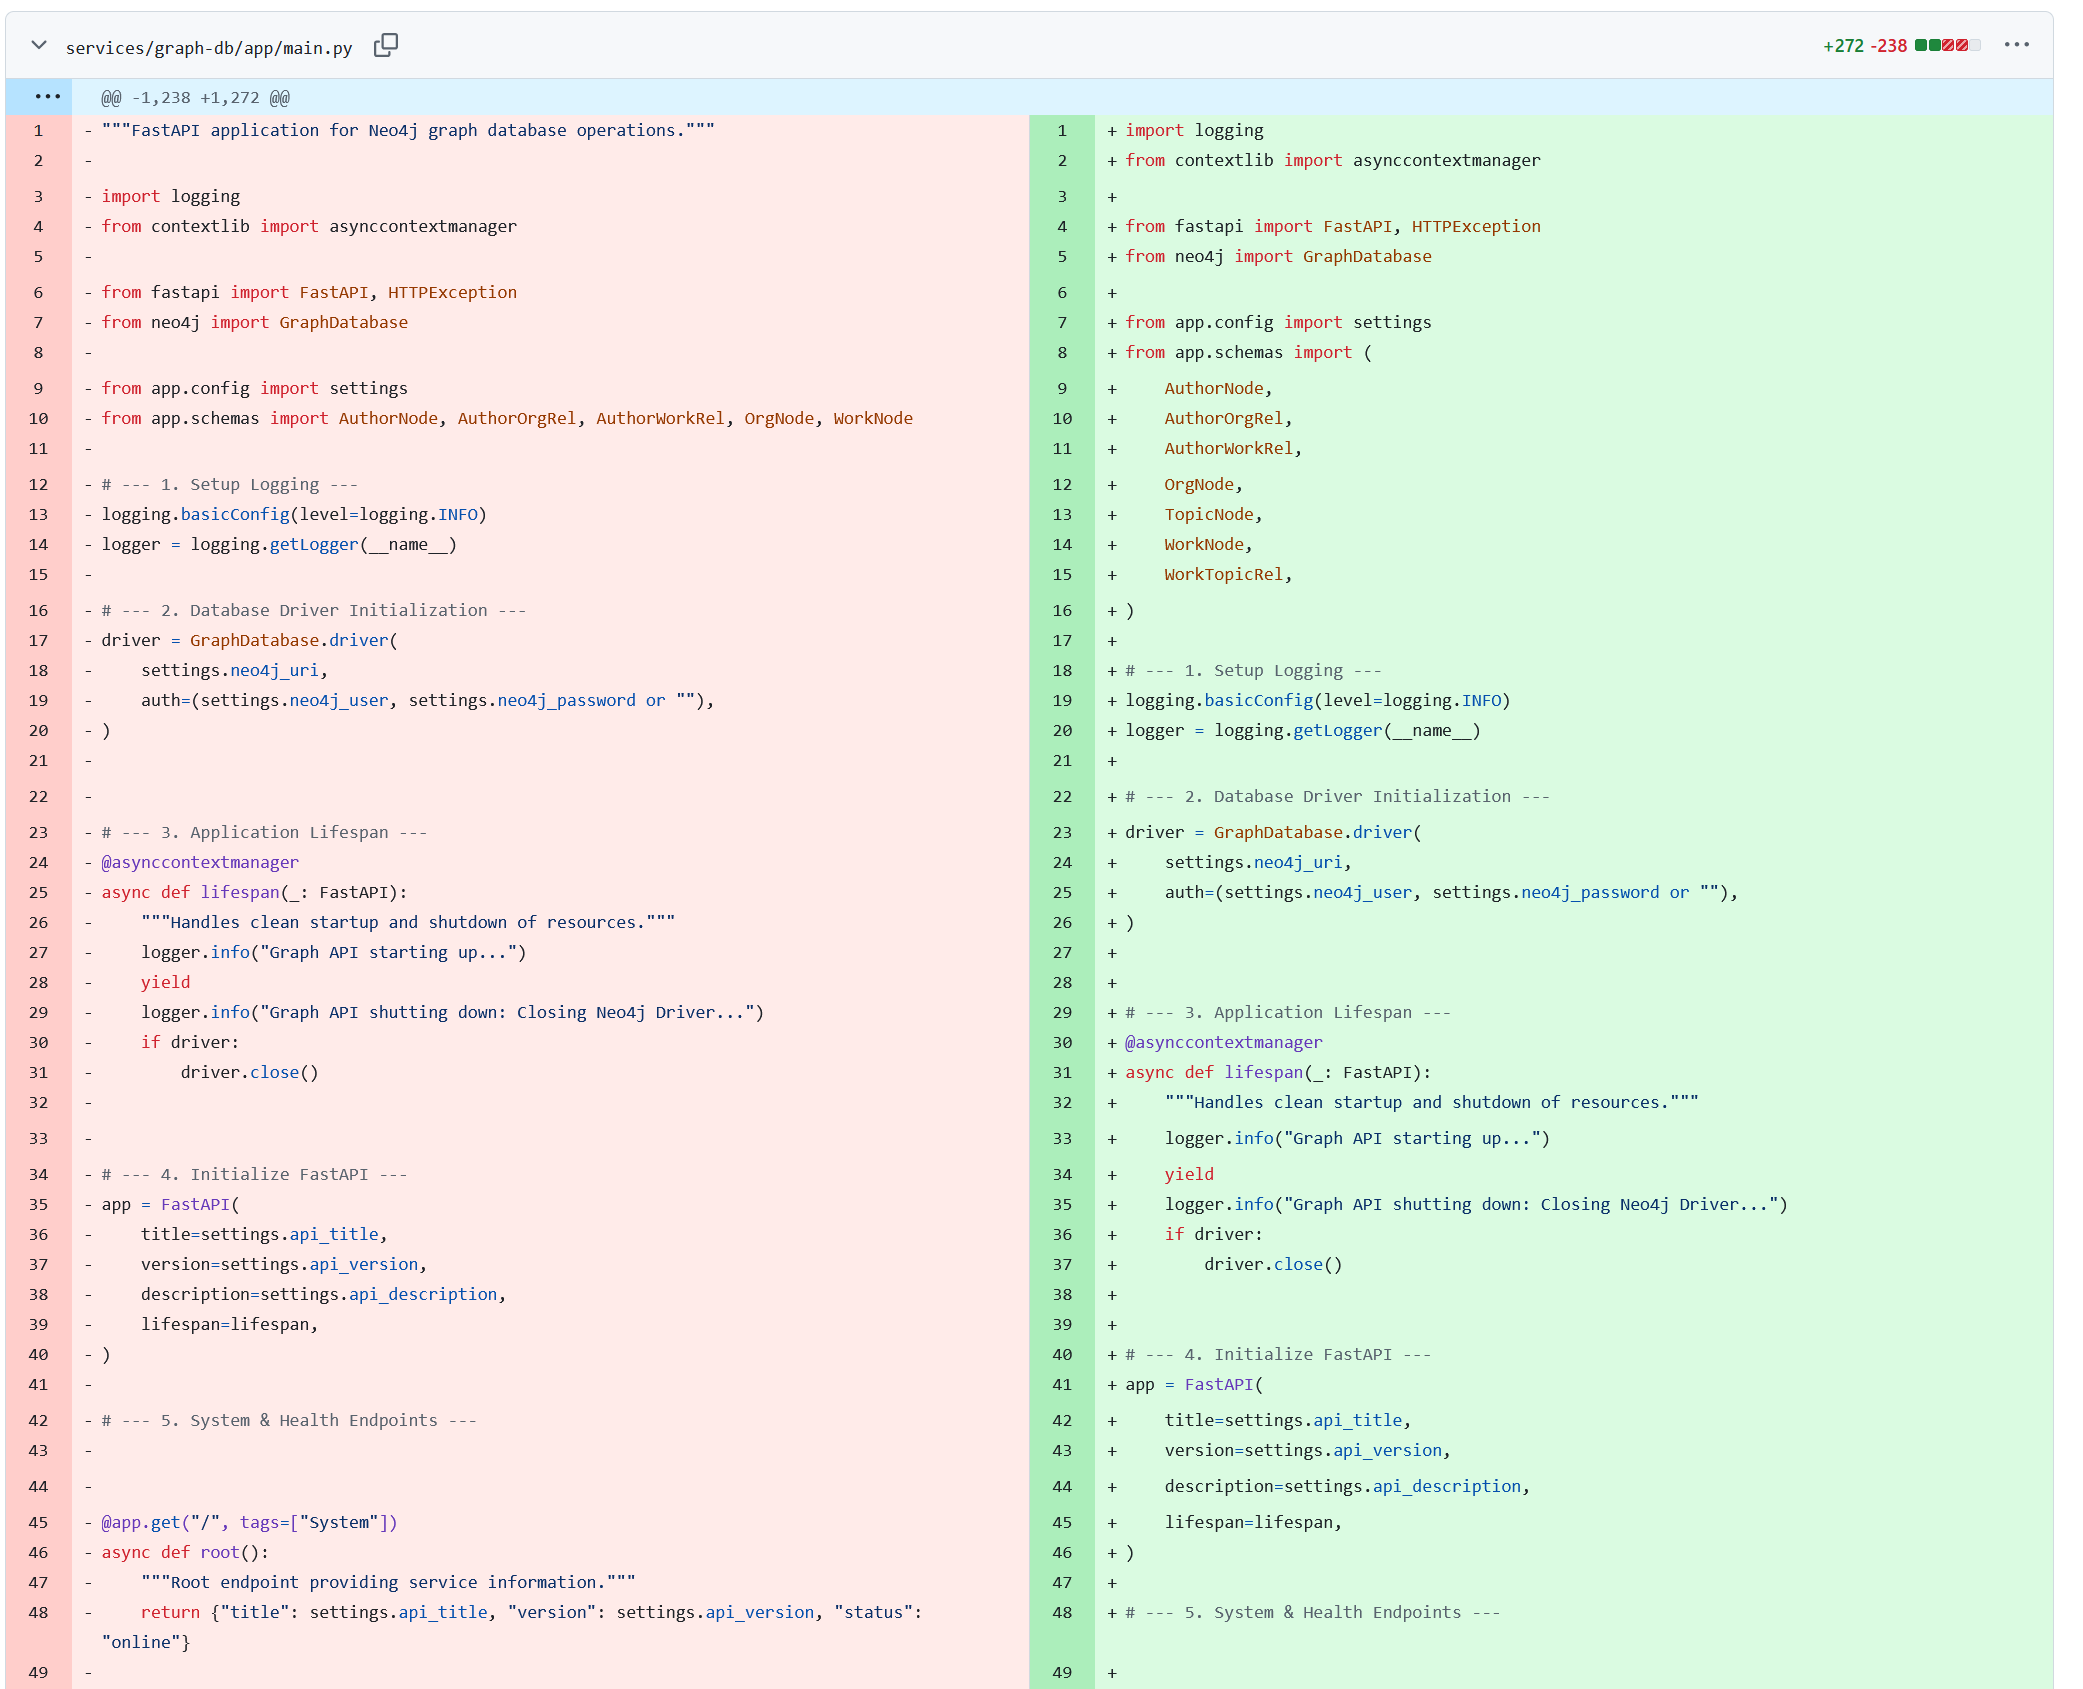 services/graph-db/app/main.py
+272 -238
@@ -1,238 +1,272 @@
1 - """FastAPI application for Neo4j graph database operations."""
2 -
3 - import logging
4 - from contextlib import asynccontextmanager
5 -
6 - from fastapi import FastAPI, HTTPException
7 - from neo4j import GraphDatabase
8 -
9 - from app.config import settings
10 - from app.schemas import AuthorNode, AuthorOrgRel, AuthorWorkRel, OrgNode, WorkNode
11 -
12 - # --- 1. Setup Logging ---
13 - logging.basicConfig(level=logging.INFO)
14 - logger = logging.getLogger(__name__)
15 -
16 - # --- 2. Database Driver Initialization ---
17 - driver = GraphDatabase.driver(
18 -     settings.neo4j_uri,
19 -     auth=(settings.neo4j_user, settings.neo4j_password or ""),
20 - )
21 -
22 -
23 - # --- 3. Application Lifespan ---
24 - @asynccontextmanager
25 - async def lifespan(_: FastAPI):
26 -     """Handles clean startup and shutdown of resources."""
27 -     logger.info("Graph API starting up...")
28 -     yield
29 -     logger.info("Graph API shutting down: Closing Neo4j Driver...")
30 -     if driver:
31 -         driver.close()
32 -
33 -
34 - # --- 4. Initialize FastAPI ---
35 - app = FastAPI(
36 -     title=settings.api_title,
37 -     version=settings.api_version,
38 -     description=settings.api_description,
39 -     lifespan=lifespan,
40 - )
41 -
42 - # --- 5. System & Health Endpoints ---
43 -
44 -
45 - @app.get("/", tags=["System"])
46 - async def root():
47 -     """Root endpoint providing service information."""
48 -     return {"title": settings.api_title, "version": settings.api_version, "status":
"online"}
49 -
1 + import logging
2 + from contextlib import asynccontextmanager
3 +
4 + from fastapi import FastAPI, HTTPException
5 + from neo4j import GraphDatabase
6 +
7 + from app.config import settings
8 + from app.schemas import (
9 +     AuthorNode,
10 +     AuthorOrgRel,
11 +     AuthorWorkRel,
12 +     OrgNode,
13 +     TopicNode,
14 +     WorkNode,
15 +     WorkTopicRel,
16 + )
17 +
18 + # --- 1. Setup Logging ---
19 + logging.basicConfig(level=logging.INFO)
20 + logger = logging.getLogger(__name__)
21 +
22 + # --- 2. Database Driver Initialization ---
23 + driver = GraphDatabase.driver(
24 +     settings.neo4j_uri,
25 +     auth=(settings.neo4j_user, settings.neo4j_password or ""),
26 + )
27 +
28 +
29 + # --- 3. Application Lifespan ---
30 + @asynccontextmanager
31 + async def lifespan(_: FastAPI):
32 +     """Handles clean startup and shutdown of resources."""
33 +     logger.info("Graph API starting up...")
34 +     yield
35 +     logger.info("Graph API shutting down: Closing Neo4j Driver...")
36 +     if driver:
37 +         driver.close()
38 +
39 +
40 + # --- 4. Initialize FastAPI ---
41 + app = FastAPI(
42 +     title=settings.api_title,
43 +     version=settings.api_version,
44 +     description=settings.api_description,
45 +     lifespan=lifespan,
46 + )
47 +
48 + # --- 5. System & Health Endpoints ---
49 +